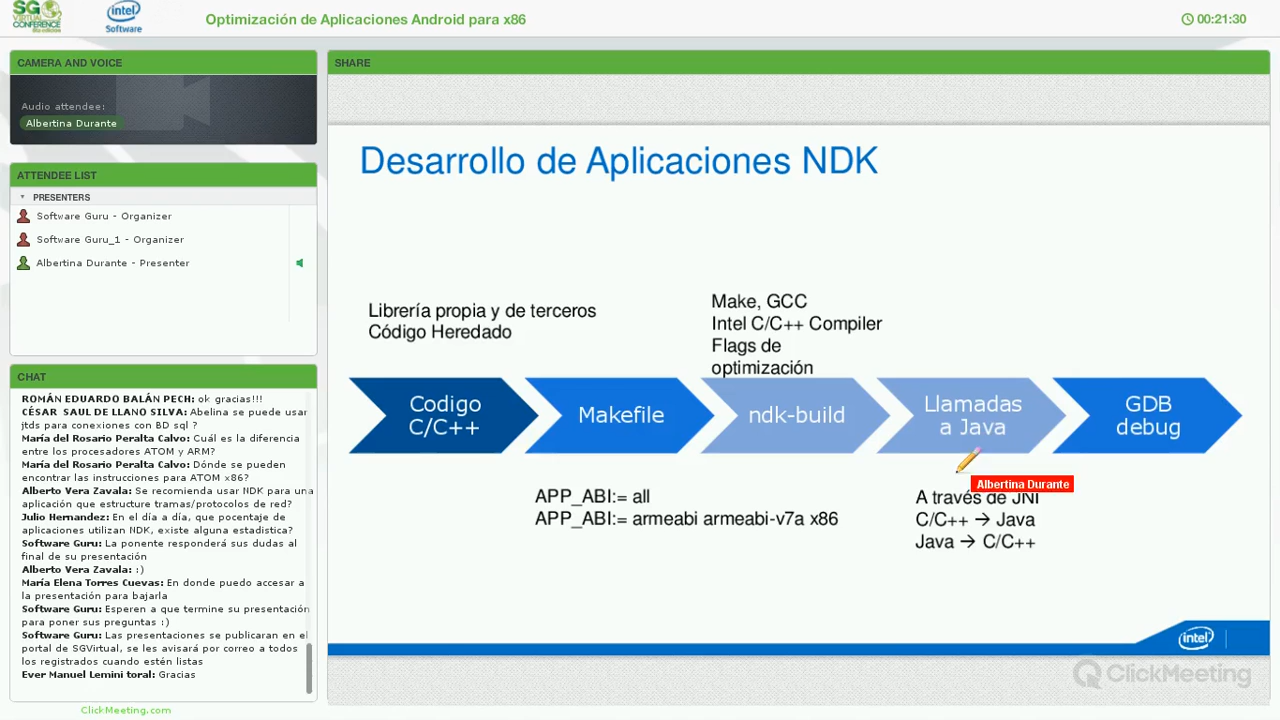 SG
VIRTUAL
CONFERENCE
intel
Software
Optimización de Aplicaciones Android para x86
00:21:30
CAMERA AND VOICE
Audio attendee:
Albertina Durante
ATTENDEE LIST
PRESENTERS
Software Guru - Organizer
Software Guru_1 - Organizer
Albertina Durante - Presenter
CHAT
ROMÁN EDUARDO BALÁN PECH: ok gracias!!!
CÉSAR SAUL DE LLANO SILVA: Abelina se puede usar
jtds para conexiones con BD sql ?
María del Rosario Peralta Calvo: Cuál es la diferencia
entre los procesadores ATOM y ARM?
María del Rosario Peralta Calvo: Dónde se pueden
encontrar las instrucciones para ATOM x86?
Alberto Vera Zavala: Se recomienda usar NDK para una
aplicación que estructure tramas/protocolos de red?
Julio Hernandez: En el día a día, que pocentaje de
aplicaciones utilizan NDK, existe alguna estadistica?
Software Guru: La ponente responderá sus dudas al
final de su presentación
Alberto Vera Zavala: :)
María Elena Torres Cuevas: En donde puedo accesar a
la presentación para bajarla
Software Guru: Esperen a que termine su presentación
para poner sus preguntas :)
Software Guru: Las presentaciones se publicaran en el
portal de SGVirtual, se les avisará por correo a todos
los registrados cuando estén listas
Ever Manuel Lemini toral: Gracias
ClickMeeting.com
SHARE
Desarrollo de Aplicaciones NDK
Librería propia y de terceros
Código Heredado
Make, GCC
Intel C/C++ Compiler
Flags de
optimización
Codigo
C/C++
Makefile
ndk-build
Llamadas
a Java
GDB
debug
APP_ABI:= all
APP_ABI:= armeabi armeabi-v7a x86
Albertina Durante
A través de JNI
C/C++ → Java
Java → C/C++
intel
ClickMeeting